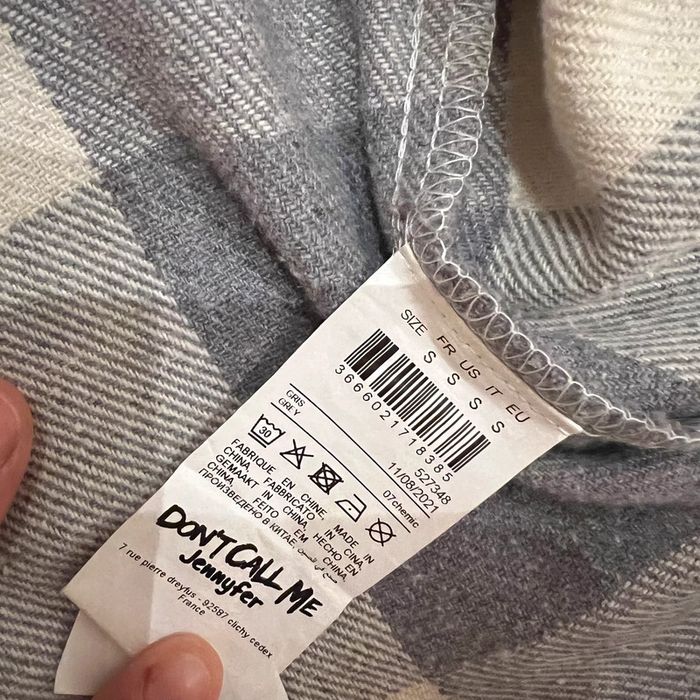 SIZE FR US IT EU
S S S S
3666021718385
527348
11/08/2021
07chemic
GRIS
GREY
30
FABRIQUE EN CHINE, MADE IN
CHINA, FABBRICATO IN CINA,
GEMAAKT IN CHINA, HECHO EN
CHINA, FEITO EM CHINA,
ПРОИЗВЕДЕНО В КИТАЕ,
DON'T CALL ME
Jennyfer
7 rue pierre dreyfus - 92587 clichy cedex
France